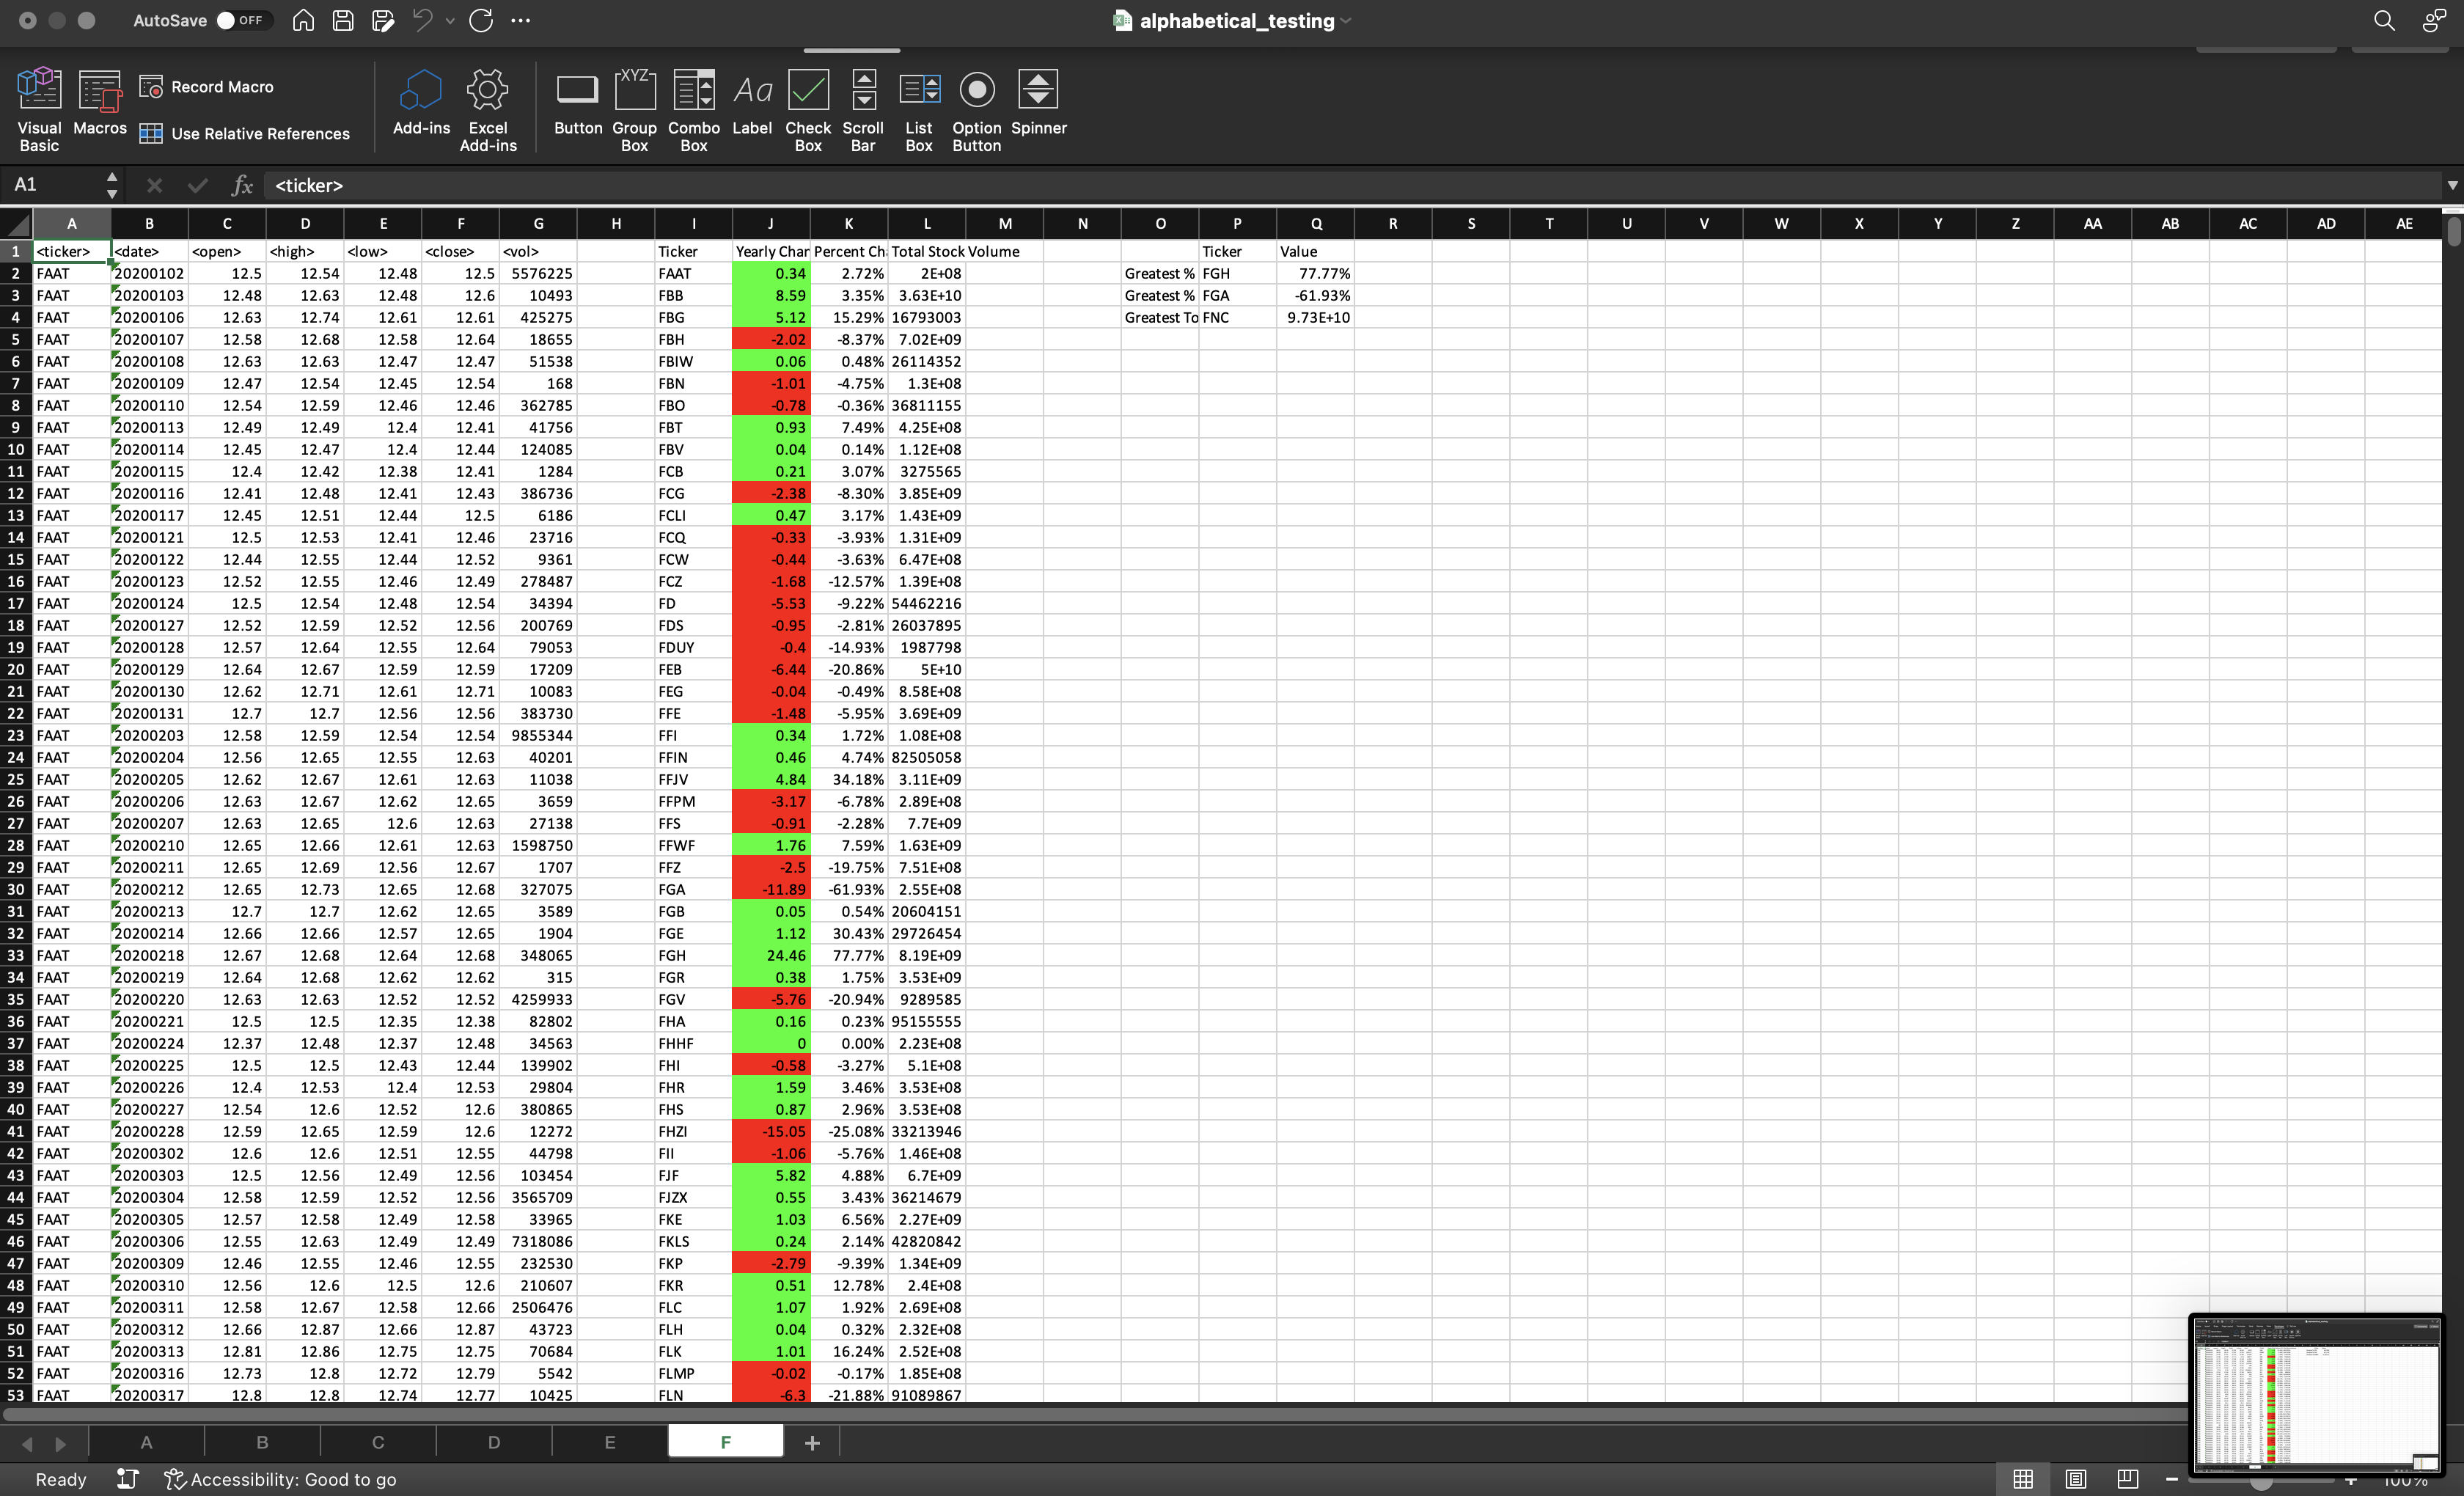 AutoSave OFF alphabetical_testing
Visual Basic Macros Record Macro Use Relative References Add-ins Excel Add-ins Button Group Box Combo Box Label Check Box Scroll Bar List Box Option Button Spinner
A1 fx <ticker>
A B C D E F G H I J K L M N O P Q R S T U V W X Y Z AA AB AC AD AE
1 <ticker> <date> <open> <high> <low> <close> <vol> Ticker Yearly Char Percent Ch Total Stock Volume Ticker Value
2 FAAT 20200102 12.5 12.54 12.48 12.5 5576225 FAAT 0.34 2.72% 2E+08 Greatest % FGH 77.77%
3 FAAT 20200103 12.48 12.63 12.48 12.6 10493 FBB 8.59 3.35% 3.63E+10 Greatest % FGA -61.93%
4 FAAT 20200106 12.63 12.74 12.61 12.61 425275 FBG 5.12 15.29% 16793003 Greatest To FNC 9.73E+10
5 FAAT 20200107 12.58 12.68 12.58 12.64 18655 FBH -2.02 -8.37% 7.02E+09
6 FAAT 20200108 12.63 12.63 12.47 12.47 51538 FBIW 0.06 0.48% 26114352
7 FAAT 20200109 12.47 12.54 12.45 12.54 168 FBN -1.01 -4.75% 1.3E+08
8 FAAT 20200110 12.54 12.59 12.46 12.46 362785 FBO -0.78 -0.36% 36811155
9 FAAT 20200113 12.49 12.49 12.4 12.41 41756 FBT 0.93 7.49% 4.25E+08
10 FAAT 20200114 12.45 12.47 12.4 12.44 124085 FBV 0.04 0.14% 1.12E+08
11 FAAT 20200115 12.4 12.42 12.38 12.41 1284 FCB 0.21 3.07% 3275565
12 FAAT 20200116 12.41 12.48 12.41 12.43 386736 FCG -2.38 -8.30% 3.85E+09
13 FAAT 20200117 12.45 12.51 12.44 12.5 6186 FCLI 0.47 3.17% 1.43E+09
14 FAAT 20200121 12.5 12.53 12.41 12.46 23716 FCQ -0.33 -3.93% 1.31E+09
15 FAAT 20200122 12.44 12.55 12.44 12.52 9361 FCW -0.44 -3.63% 6.47E+08
16 FAAT 20200123 12.52 12.55 12.46 12.49 278487 FCZ -1.68 -12.57% 1.39E+08
17 FAAT 20200124 12.5 12.54 12.48 12.54 34394 FD -5.53 -9.22% 54462216
18 FAAT 20200127 12.52 12.59 12.52 12.56 200769 FDS -0.95 -2.81% 26037895
19 FAAT 20200128 12.57 12.64 12.55 12.64 79053 FDUY -0.4 -14.93% 1987798
20 FAAT 20200129 12.64 12.67 12.59 12.59 17209 FEB -6.44 -20.86% 5E+10
21 FAAT 20200130 12.62 12.71 12.61 12.71 10083 FEG -0.04 -0.49% 8.58E+08
22 FAAT 20200131 12.7 12.7 12.56 12.56 383730 FFE -1.48 -5.95% 3.69E+09
23 FAAT 20200203 12.58 12.59 12.54 12.54 9855344 FFI 0.34 1.72% 1.08E+08
24 FAAT 20200204 12.56 12.65 12.55 12.63 40201 FFIN 0.46 4.74% 82505058
25 FAAT 20200205 12.62 12.67 12.61 12.63 11038 FFJV 4.84 34.18% 3.11E+09
26 FAAT 20200206 12.63 12.67 12.62 12.65 3659 FFPM -3.17 -6.78% 2.89E+08
27 FAAT 20200207 12.63 12.65 12.6 12.63 27138 FFS -0.91 -2.28% 7.7E+09
28 FAAT 20200210 12.65 12.66 12.61 12.63 1598750 FFWF 1.76 7.59% 1.63E+09
29 FAAT 20200211 12.65 12.69 12.56 12.67 1707 FFZ -2.5 -19.75% 7.51E+08
30 FAAT 20200212 12.65 12.73 12.65 12.68 327075 FGA -11.89 -61.93% 2.55E+08
31 FAAT 20200213 12.7 12.7 12.62 12.65 3589 FGB 0.05 0.54% 20604151
32 FAAT 20200214 12.66 12.66 12.57 12.65 1904 FGE 1.12 30.43% 29726454
33 FAAT 20200218 12.67 12.68 12.64 12.68 348065 FGH 24.46 77.77% 8.19E+09
34 FAAT 20200219 12.64 12.68 12.62 12.62 315 FGR 0.38 1.75% 3.53E+09
35 FAAT 20200220 12.63 12.63 12.52 12.52 4259933 FGV -5.76 -20.94% 9289585
36 FAAT 20200221 12.5 12.5 12.35 12.38 82802 FHA 0.16 0.23% 95155555
37 FAAT 20200224 12.37 12.48 12.37 12.48 34563 FHHF 0 0.00% 2.23E+08
38 FAAT 20200225 12.5 12.5 12.43 12.44 139902 FHI -0.58 -3.27% 5.1E+08
39 FAAT 20200226 12.4 12.53 12.4 12.53 29804 FHR 1.59 3.46% 3.53E+08
40 FAAT 20200227 12.54 12.6 12.52 12.6 380865 FHS 0.87 2.96% 3.53E+08
41 FAAT 20200228 12.59 12.65 12.59 12.6 12272 FHZI -15.05 -25.08% 33213946
42 FAAT 20200302 12.6 12.6 12.51 12.55 44798 FII -1.06 -5.76% 1.46E+08
43 FAAT 20200303 12.5 12.56 12.49 12.56 103454 FJF 5.82 4.88% 6.7E+09
44 FAAT 20200304 12.58 12.59 12.52 12.56 3565709 FJZX 0.55 3.43% 36214679
45 FAAT 20200305 12.57 12.58 12.49 12.58 33965 FKE 1.03 6.56% 2.27E+09
46 FAAT 20200306 12.55 12.63 12.49 12.49 7318086 FKLS 0.24 2.14% 42820842
47 FAAT 20200309 12.46 12.55 12.46 12.55 232530 FKP -2.79 -9.39% 1.34E+09
48 FAAT 20200310 12.56 12.6 12.5 12.6 210607 FKR 0.51 12.78% 2.4E+08
49 FAAT 20200311 12.58 12.67 12.58 12.66 2506476 FLC 1.07 1.92% 2.69E+08
50 FAAT 20200312 12.66 12.87 12.66 12.87 43723 FLH 0.04 0.32% 2.32E+08
51 FAAT 20200313 12.81 12.86 12.75 12.75 70684 FLK 1.01 16.24% 2.52E+08
52 FAAT 20200316 12.73 12.8 12.72 12.79 5542 FLMP -0.02 -0.17% 1.85E+08
53 FAAT 20200317 12.8 12.8 12.74 12.77 10425 FLN -6.3 -21.88% 91089867
A B C D E F +
Ready Accessibility: Good to go 100%